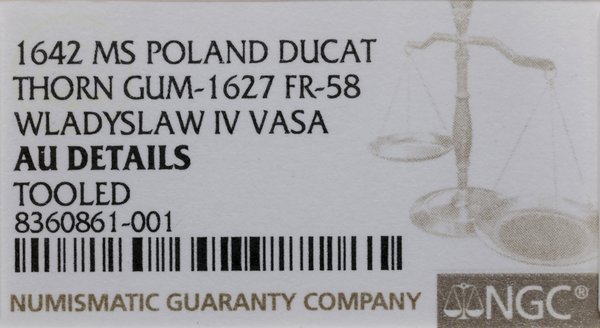 1642 MS POLAND DUCAT
THORN GUM-1627 FR-58
WLADYSLAW IV VASA
AU DETAILS
TOOLED
8360861-001
NUMISMATIC GUARANTY COMPANY NGC®